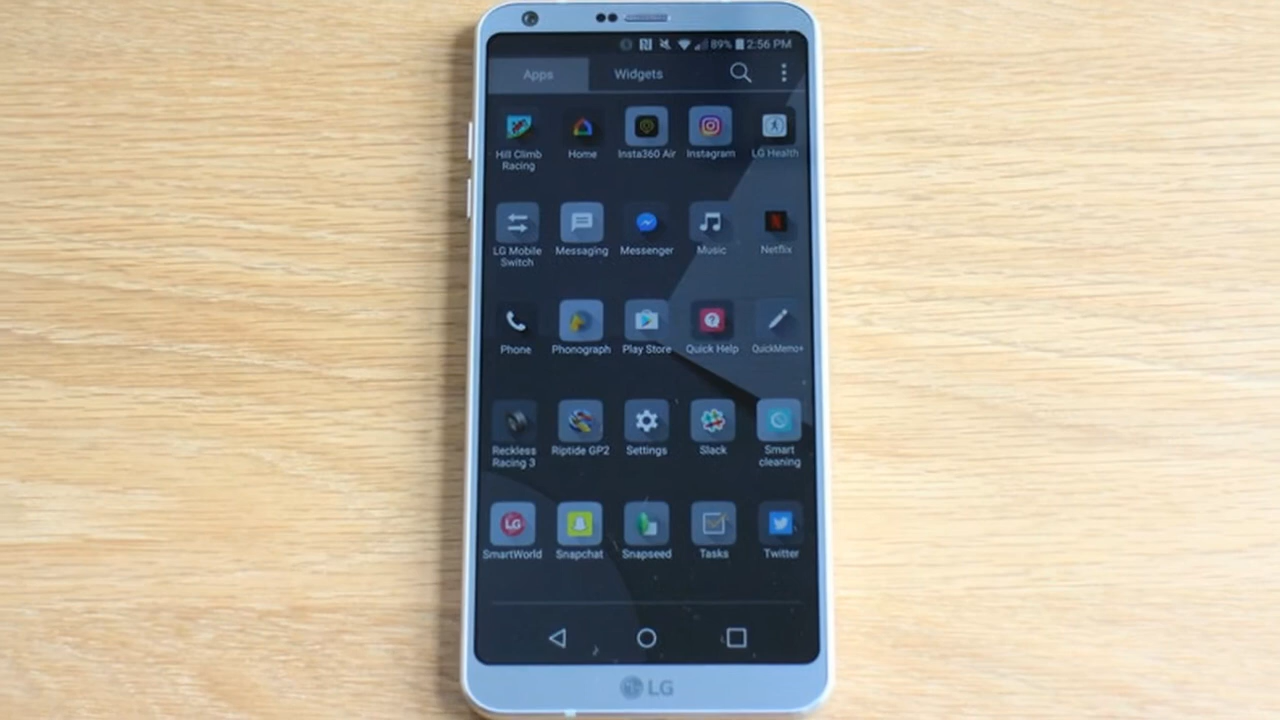 89% 2:56 PM
Apps Widgets
Hill Climb Racing Home Insta360 Air Instagram LG Health
LG Mobile Switch Messaging Messenger Music Netflix
Phone Phonograph Play Store Quick Help QuickMemo+
Reckless Racing 3 Riptide GP2 Settings Slack Smart cleaning
LG
SmartWorld Snapchat Snapseed Tasks Twitter
LG